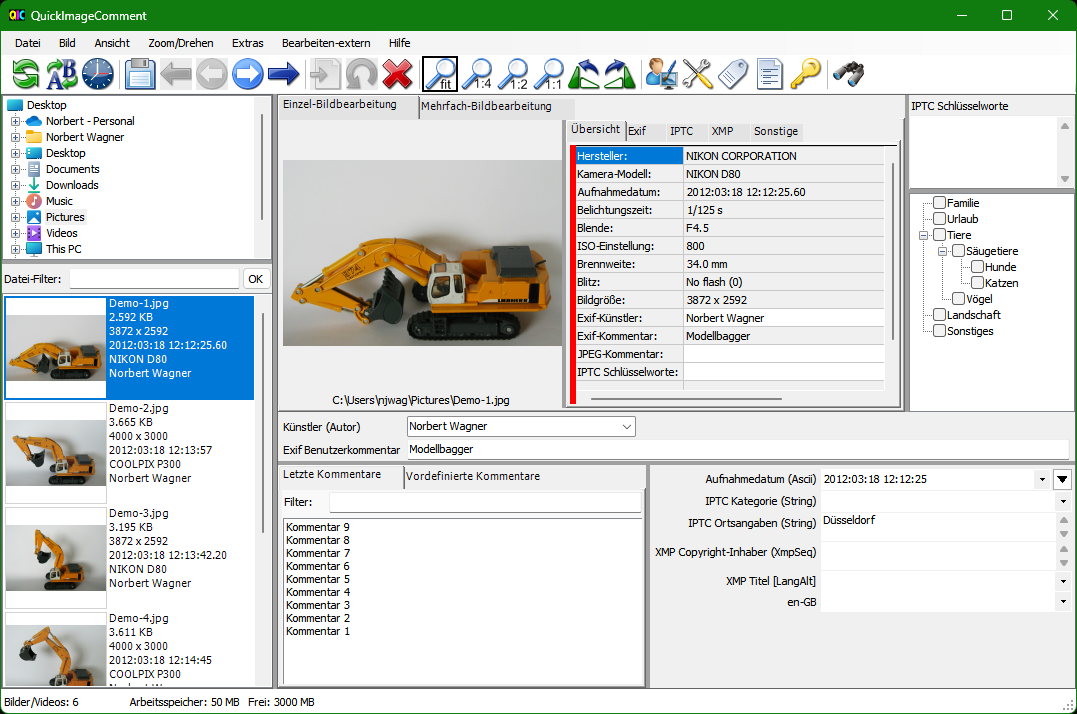 QIC QuickImageComment
Datei Bild Ansicht Zoom/Drehen Extras Bearbeiten-extern Hilfe
A B fit 1:4 1:2 1:1
Desktop
Norbert - Personal
Norbert Wagner
Desktop
Documents
Downloads
Music
Pictures
Videos
This PC
Datei-Filter: OK
Demo-1.jpg
2.592 KB
3872 x 2592
2012:03:18 12:12:25.60
NIKON D80
Norbert Wagner
Demo-2.jpg
3.665 KB
4000 x 3000
2012:03:18 12:13:57
COOLPIX P300
Norbert Wagner
Demo-3.jpg
3.195 KB
3872 x 2592
2012:03:18 12:13:42.20
NIKON D80
Norbert Wagner
Demo-4.jpg
3.611 KB
4000 x 3000
2012:03:18 12:14:45
COOLPIX P300
Einzel-Bildbearbeitung Mehrfach-Bildbearbeitung
974
LIEBHERR
C:\Users\njwag\Pictures\Demo-1.jpg
Übersicht Exif IPTC XMP Sonstige
Hersteller: NIKON CORPORATION
Kamera-Modell: NIKON D80
Aufnahmedatum: 2012:03:18 12:12:25.60
Belichtungszeit: 1/125 s
Blende: F4.5
ISO-Einstellung: 800
Brennweite: 34.0 mm
Blitz: No flash (0)
Bildgröße: 3872 x 2592
Exif-Künstler: Norbert Wagner
Exif-Kommentar: Modellbagger
JPEG-Kommentar:
IPTC Schlüsselworte:
IPTC Schlüsselworte
Familie
Urlaub
Tiere
Säugetiere
Hunde
Katzen
Vögel
Landschaft
Sonstiges
Künstler (Autor) Norbert Wagner
Exif Benutzerkommentar Modellbagger
Letzte Kommentare Vordefinierte Kommentare
Filter:
Kommentar 9
Kommentar 8
Kommentar 7
Kommentar 6
Kommentar 5
Kommentar 4
Kommentar 3
Kommentar 2
Kommentar 1
Aufnahmedatum (Ascii) 2012:03:18 12:12:25
IPTC Kategorie (String)
IPTC Ortsangaben (String) Düsseldorf
XMP Copyright-Inhaber (XmpSeq)
XMP Titel [LangAlt]
en-GB
Bilder/Videos: 6 Arbeitsspeicher: 50 MB Frei: 3000 MB